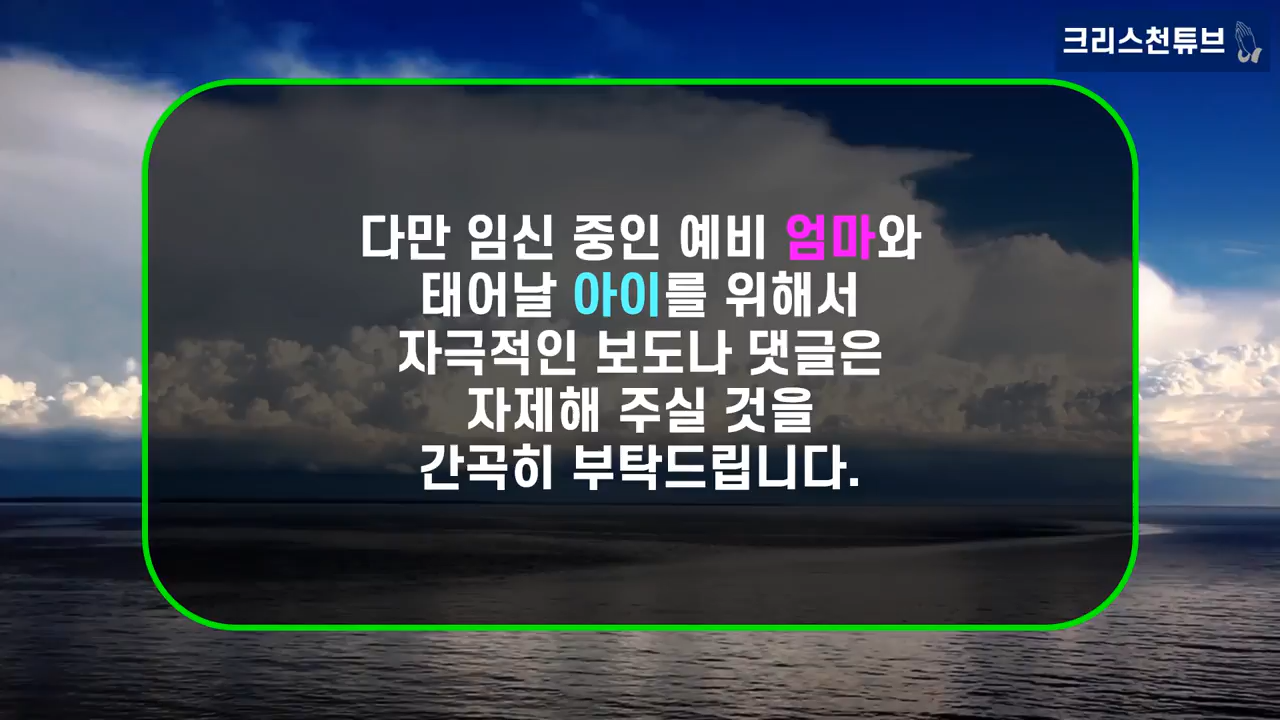 크리스천튜브
다만 임신 중인 예비 엄마와
태어날 아이를 위해서
자극적인 보도나 댓글은
자제해 주실 것을
간곡히 부탁드립니다.